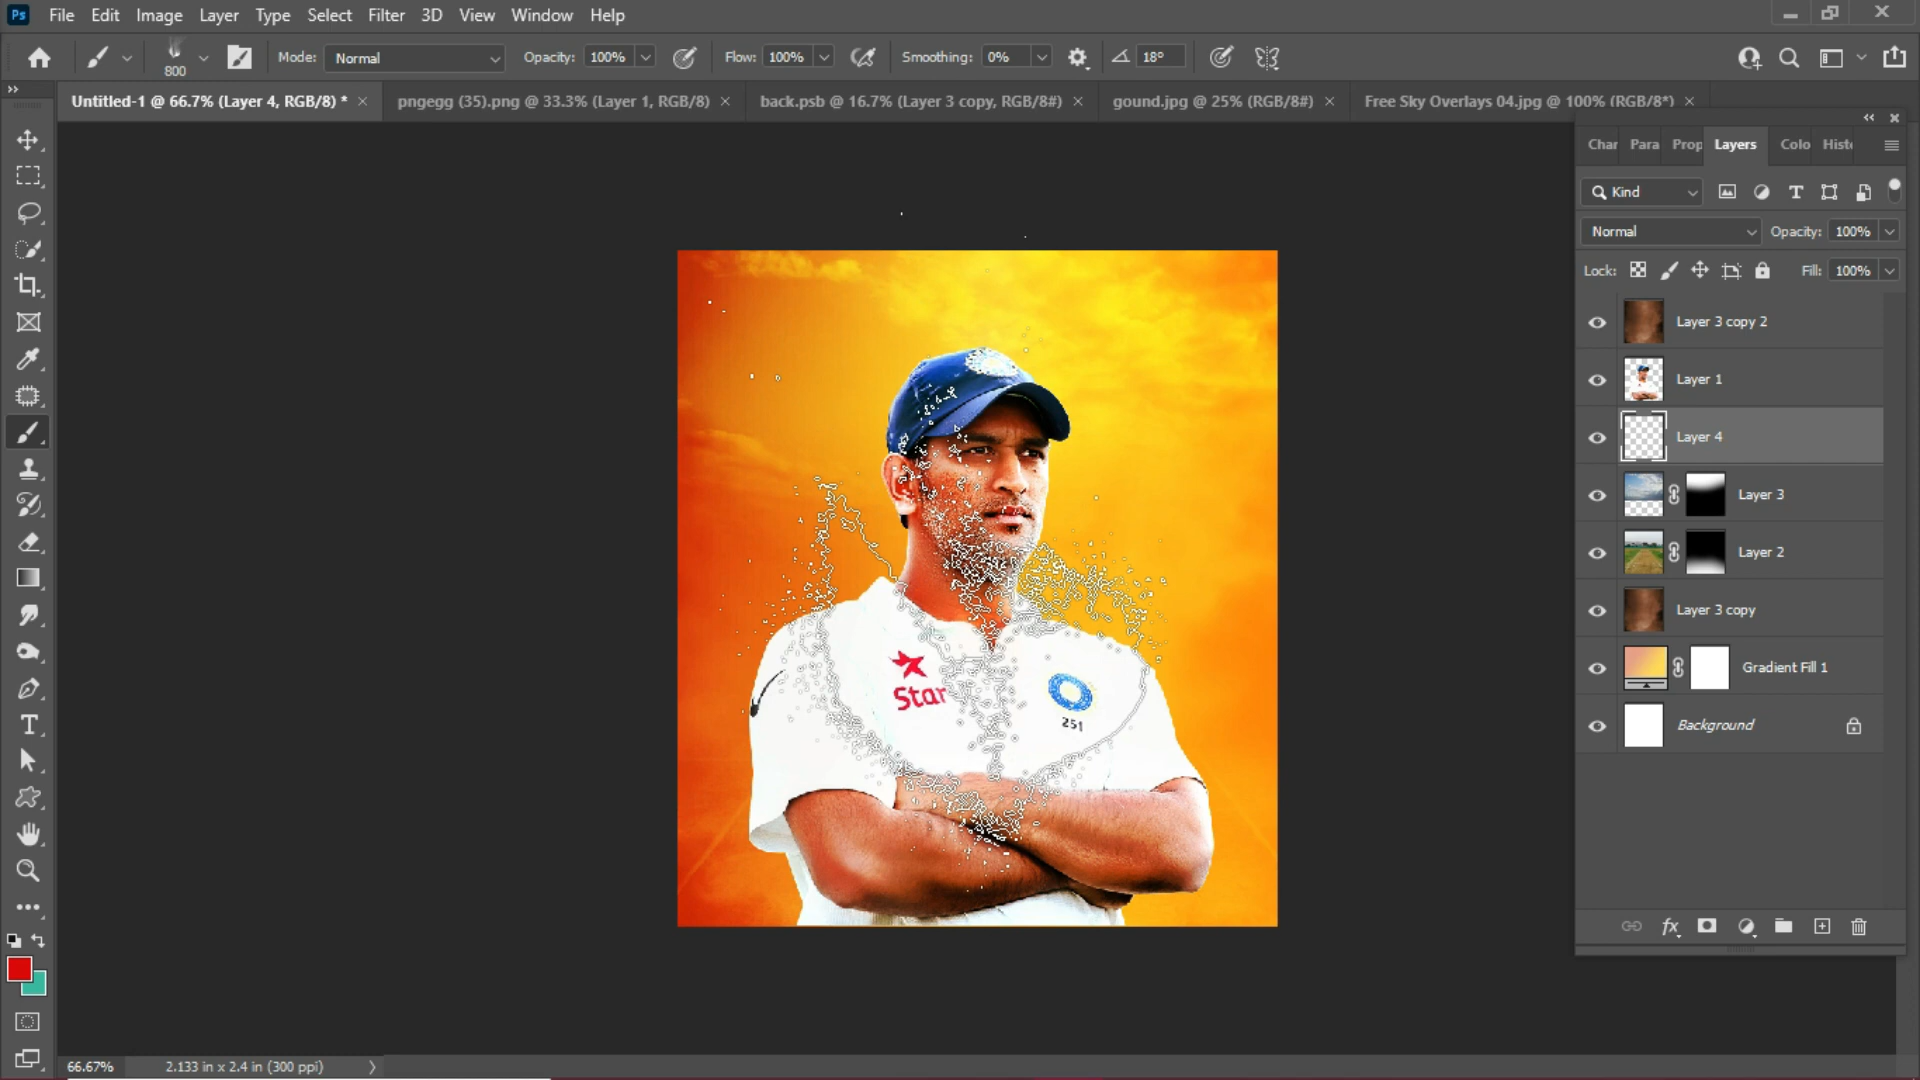 Ps File Edit Image Layer Type Select Filter 3D View Window Help
800 Mode: Normal Opacity: 100% Flow: 100% Smoothing: 0% 18°
Untitled-1 @ 66.7% (Layer 4, RGB/8) * × pngegg (35).png @ 33.3% (Layer 1, RGB/8) × back.psb @ 16.7% (Layer 3 copy, RGB/8#) × gound.jpg @ 25% (RGB/8#) × Free Sky Overlays 04.jpg @ 100% (RGB/8*) ×
Char Para Prop Layers Colo Histo
Kind
Normal Opacity: 100%
Lock: Fill: 100%
Layer 3 copy 2
Layer 1
Layer 4
Layer 3
Layer 2
Layer 3 copy
Gradient Fill 1
Background
fx
Star
251
66.67% 2.133 in x 2.4 in (300 ppi)